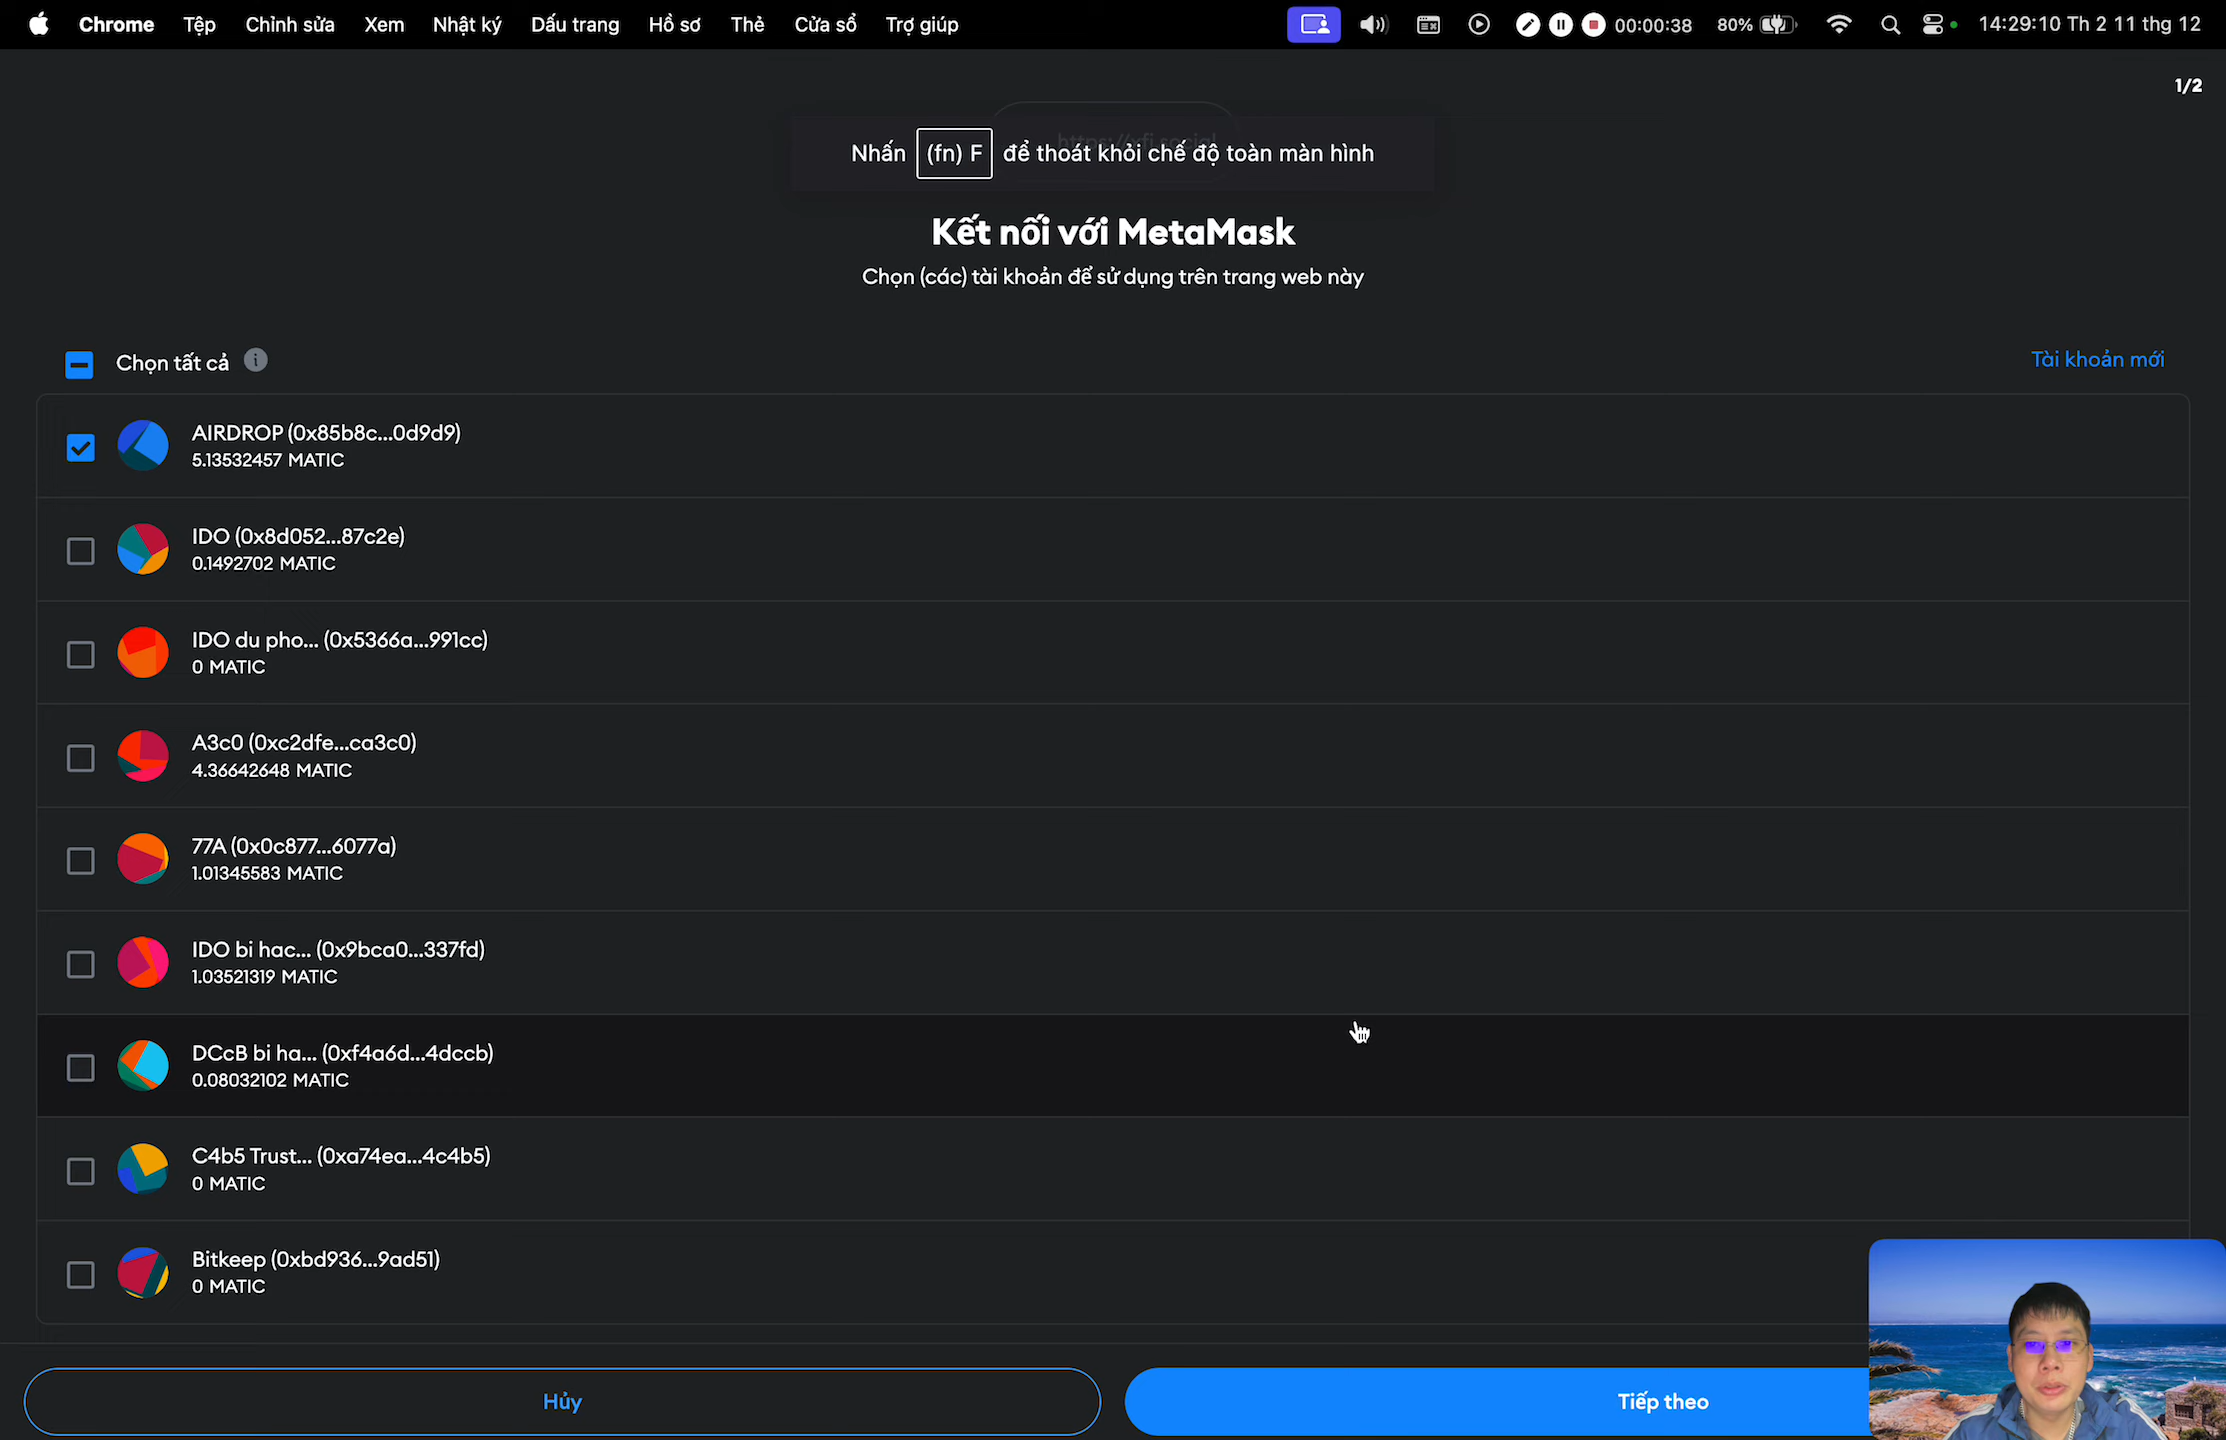 Chrome Tệp Chỉnh sửa Xem Nhật ký Dấu trang Hồ sơ Thẻ Cửa sổ Trợ giúp 00:00:38 80% 14:29:10 Th 2 11 thg 12
1/2
https://xfi.social
Nhấn (fn) F để thoát khỏi chế độ toàn màn hình
Kết nối với MetaMask
Chọn (các) tài khoản để sử dụng trên trang web này
Chọn tất cả
Tài khoản mới
AIRDROP (0x85b8c...0d9d9)
5.13532457 MATIC
IDO (0x8d052...87c2e)
0.1492702 MATIC
IDO du pho... (0x5366a...991cc)
0 MATIC
A3c0 (0xc2dfe...ca3c0)
4.36642648 MATIC
77A (0x0c877...6077a)
1.01345583 MATIC
IDO bi hac... (0x9bca0...337fd)
1.03521319 MATIC
DCcB bi ha... (0xf4a6d...4dccb)
0.08032102 MATIC
C4b5 Trust... (0xa74ea...4c4b5)
0 MATIC
Bitkeep (0xbd936...9ad51)
0 MATIC
Hủy
Tiếp theo